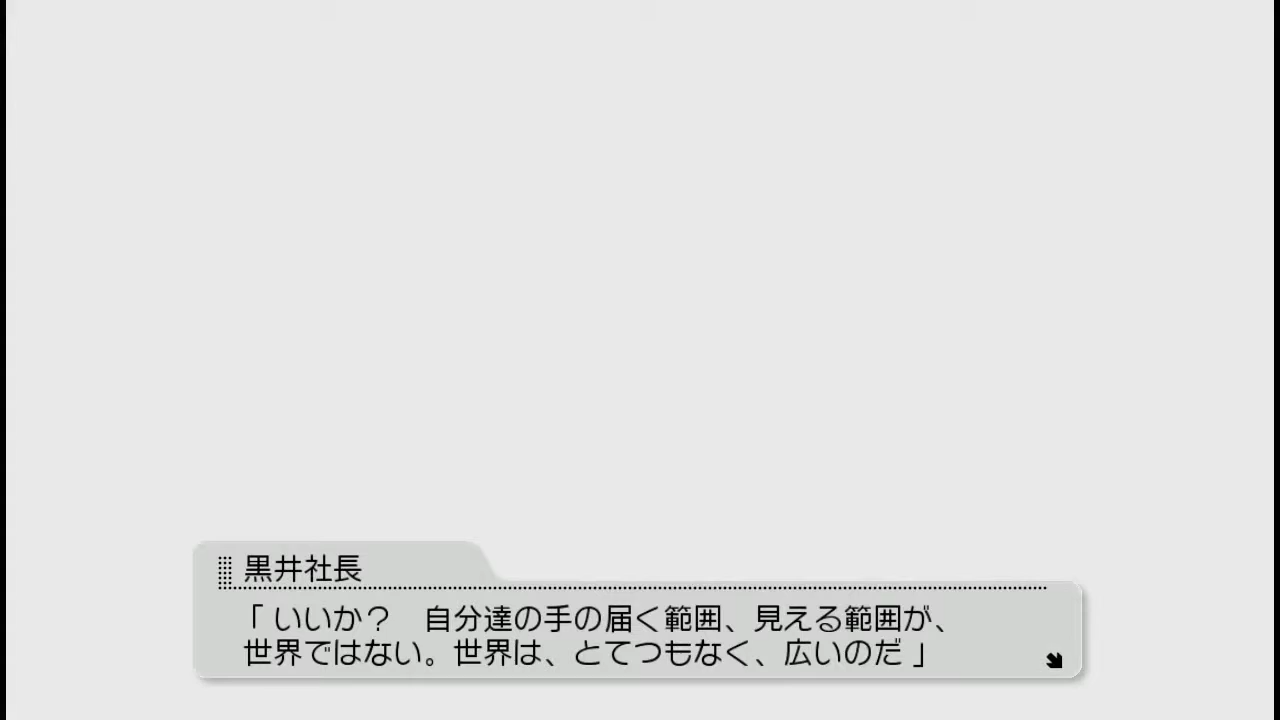 黒井社長
「いいか？　自分達の手の届く範囲、見える範囲が、
世界ではない。世界は、とてつもなく、広いのだ」